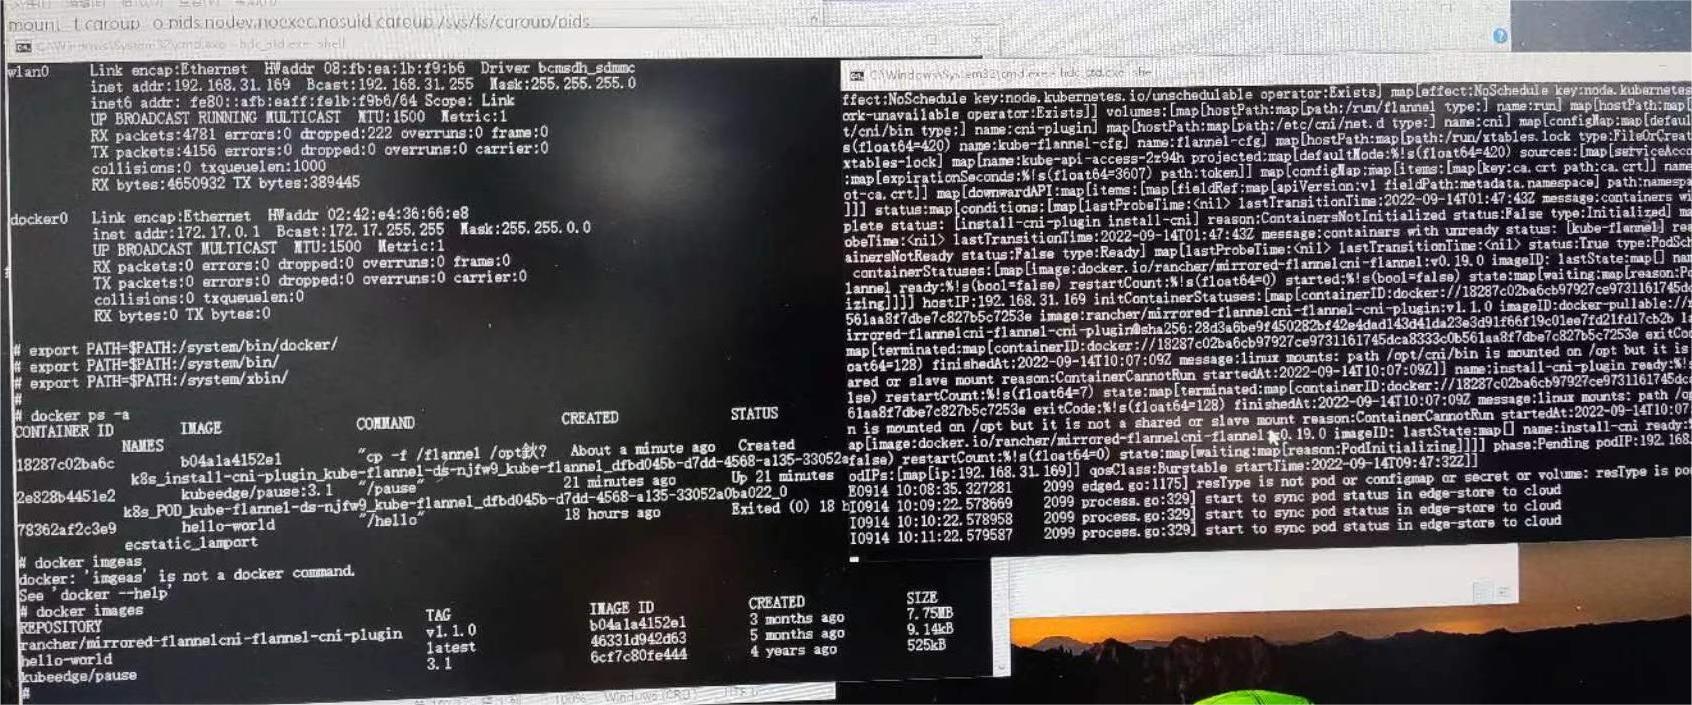 mount -t cgroup -o pids,nodev,noexec,nosuid cgroup /sys/fs/cgroup/pids
C:\Windows\System32\cmd.exe - hdc_std.exe shell
wlan0 Link encap:Ethernet HWaddr 08:fb:ea:1b:f9:b6 Driver bcmsdh_sdmmc
inet addr:192.168.31.169 Bcast:192.168.31.255 Mask:255.255.255.0
inet6 addr: fe80::afb:eaff:fe1b:f9b6/64 Scope: Link
UP BROADCAST RUNNING MULTICAST MTU:1500 Metric:1
RX packets:4781 errors:0 dropped:222 overruns:0 frame:0
TX packets:4156 errors:0 dropped:0 overruns:0 carrier:0
collisions:0 txqueuelen:1000
RX bytes:4650932 TX bytes:389445
docker0 Link encap:Ethernet HWaddr 02:42:e4:36:66:e8
inet addr:172.17.0.1 Bcast:172.17.255.255 Mask:255.255.0.0
UP BROADCAST MULTICAST MTU:1500 Metric:1
RX packets:0 errors:0 dropped:0 overruns:0 frame:0
TX packets:0 errors:0 dropped:0 overruns:0 carrier:0
collisions:0 txqueuelen:0
RX bytes:0 TX bytes:0
# export PATH=$PATH:/system/bin/docker/
# export PATH=$PATH:/system/bin/
# export PATH=$PATH:/system/xbin/
#
# docker ps -a
CONTAINER ID IMAGE COMMAND CREATED STATUS
NAMES
18287c02ba6c b04a1a4152e1 "cp -f /flannel /opt鈥? About a minute ago Created
k8s_install-cni-plugin_kube-flannel-ds-njfw9_kube-flannel_dfbd045b-d7dd-4568-a135-33052a
2e828b4451e2 kubeedge/pause:3.1 "/pause" 21 minutes ago Up 21 minutes
k8s_POD_kube-flannel-ds-njfw9_kube-flannel_dfbd045b-d7dd-4568-a135-33052a0ba022_0
78362af2c3e9 hello-world "/hello" 18 hours ago Exited (0) 18 h
ecstatic_lamport
# docker imgeas
docker: 'imgeas' is not a docker command.
See 'docker --help'
# docker images
REPOSITORY TAG IMAGE ID CREATED SIZE
rancher/mirrored-flannelcni-flannel-cni-plugin v1.1.0 b04a1a4152e1 3 months ago 7.75MB
hello-world latest 46331d942d63 5 months ago 9.14kB
kubeedge/pause 3.1 6cf7c80fe444 4 years ago 525kB
#
100% Windows (CRLF) UTF-8
C:\Windows\System32\cmd.exe - hdc_std.exe she
ffect:NoSchedule key:node.kubernetes.io/unschedulable operator:Exists] map[effect:NoSchedule key:node.kubernetes
ork-unavailable operator:Exists]] volumes:[map[hostPath:map[path:/run/flannel type:] name:run] map[hostPath:map[
t/cni/bin type:] name:cni-plugin] map[hostPath:map[path:/etc/cni/net.d type:] name:cni] map[configMap:map[defaul
s(float64=420) name:kube-flannel-cfg] name:flannel-cfg] map[hostPath:map[path:/run/xtables.lock type:FileOrCreat
xtables-lock] map[name:kube-api-access-2z94h projected:map[defaultMode:%!s(float64=420) sources:[map[serviceAcco
:map[expirationSeconds:%!s(float64=3607) path:token]] map[configMap:map[items:[map[key:ca.crt path:ca.crt]] name
ot-ca.crt]] map[downwardAPI:map[items:[map[fieldRef:map[apiVersion:v1 fieldPath:metadata.namespace] path:namespa
]]] status:map[conditions:[map[lastProbeTime:<nil> lastTransitionTime:2022-09-14T01:47:43Z message:containers wi
plete status: [install-cni-plugin install-cni] reason:ContainersNotInitialized status:False type:Initialized] ma
obeTime:<nil> lastTransitionTime:2022-09-14T01:47:43Z message:containers with unready status: [kube-flannel] rea
ainersNotReady status:False type:Ready] map[lastProbeTime:<nil> lastTransitionTime:<nil> status:True type:PodSch
containerStatuses:[map[image:docker.io/rancher/mirrored-flannelcni-flannel:v0.19.0 imageID: lastState:map[] nam
lannel ready:%!s(bool=false) restartCount:%!s(float64=0) started:%!s(bool=false) state:map[waiting:map[reason:Po
izing]]]] hostIP:192.168.31.169 initContainerStatuses:[map[containerID:docker://18287c02ba6cb97927ce9731161745dc
561aa8f7dbe7c827b5c7253e image:rancher/mirrored-flannelcni-flannel-cni-plugin:v1.1.0 imageID:docker-pullable://r
irrored-flannelcni-flannel-cni-plugin@sha256:28d3a6be9f450282bf42e4dad143d41da23e3d91f66f19c01ee7fd21fd17cb2b la
map[terminated:map[containerID:docker://18287c02ba6cb97927ce9731161745dca8333c0b561aa8f7dbe7c827b5c7253e exitCod
oat64=128) finishedAt:2022-09-14T10:07:09Z message:linux mounts: path /opt/cni/bin is mounted on /opt but it is
ared or slave mount reason:ContainerCannotRun startedAt:2022-09-14T10:07:09Z]] name:install-cni-plugin ready:%!
lse) restartCount:%!s(float64=7) state:map[terminated:map[containerID:docker://18287c02ba6cb97927ce9731161745dca
61aa8f7dbe7c827b5c7253e exitCode:%!s(float64=128) finishedAt:2022-09-14T10:07:09Z message:linux mounts: path /op
n is mounted on /opt but it is not a shared or slave mount reason:ContainerCannotRun startedAt:2022-09-14T10:07:
ap[image:docker.io/rancher/mirrored-flannelcni-flannel:v0.19.0 imageID: lastState:map[] name:install-cni ready:%
false) restartCount:%!s(float64=0) state:map[waiting:map[reason:PodInitializing]]]] phase:Pending podIP:192.168.
odIPs:[map[ip:192.168.31.169]] qosClass:Burstable startTime:2022-09-14T09:47:32Z]]
E0914 10:08:35.327281 2099 edged.go:1175] resType is not pod or configmap or secret or volume: resType is po
I0914 10:09:22.578669 2099 process.go:329] start to sync pod status in edge-store to cloud
I0914 10:10:22.578958 2099 process.go:329] start to sync pod status in edge-store to cloud
I0914 10:11:22.579587 2099 process.go:329] start to sync pod status in edge-store to cloud